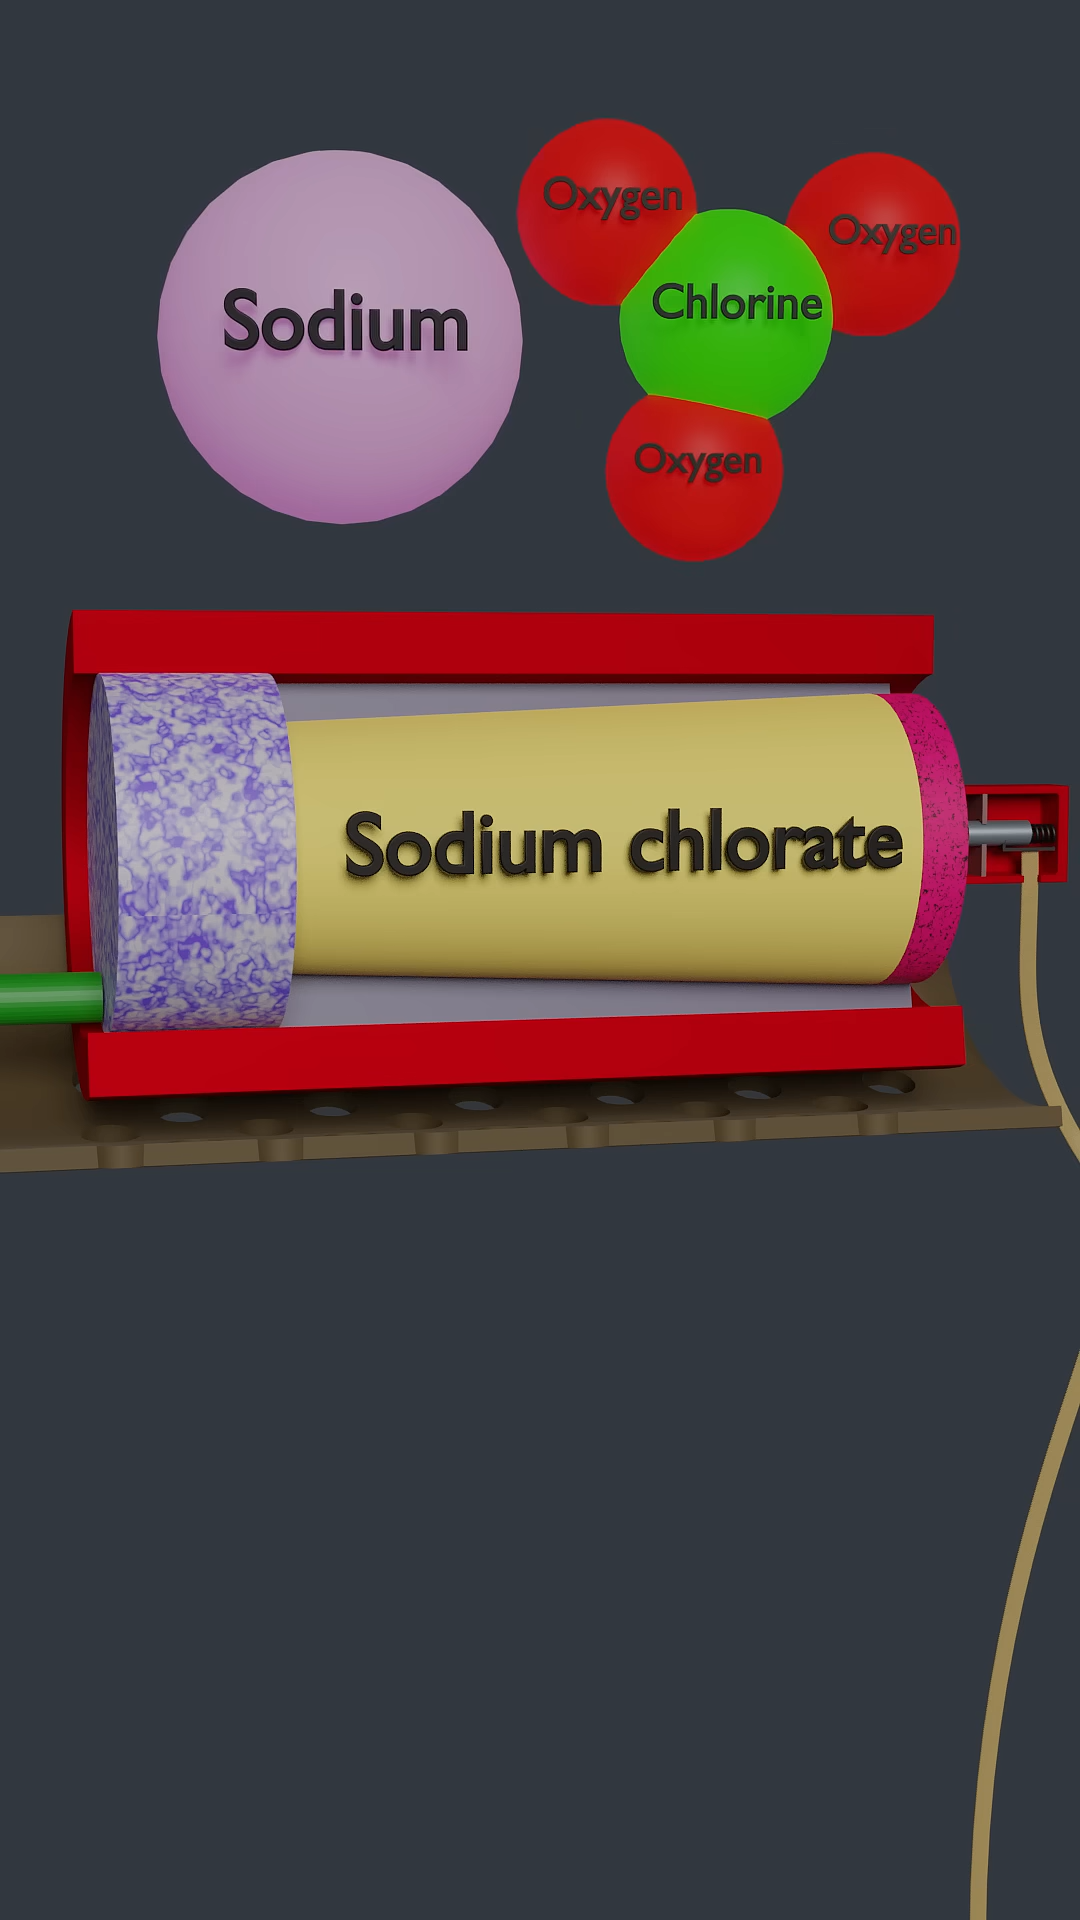 Sodium
Oxygen
Oxygen
Chlorine
Oxygen
Sodium chlorate